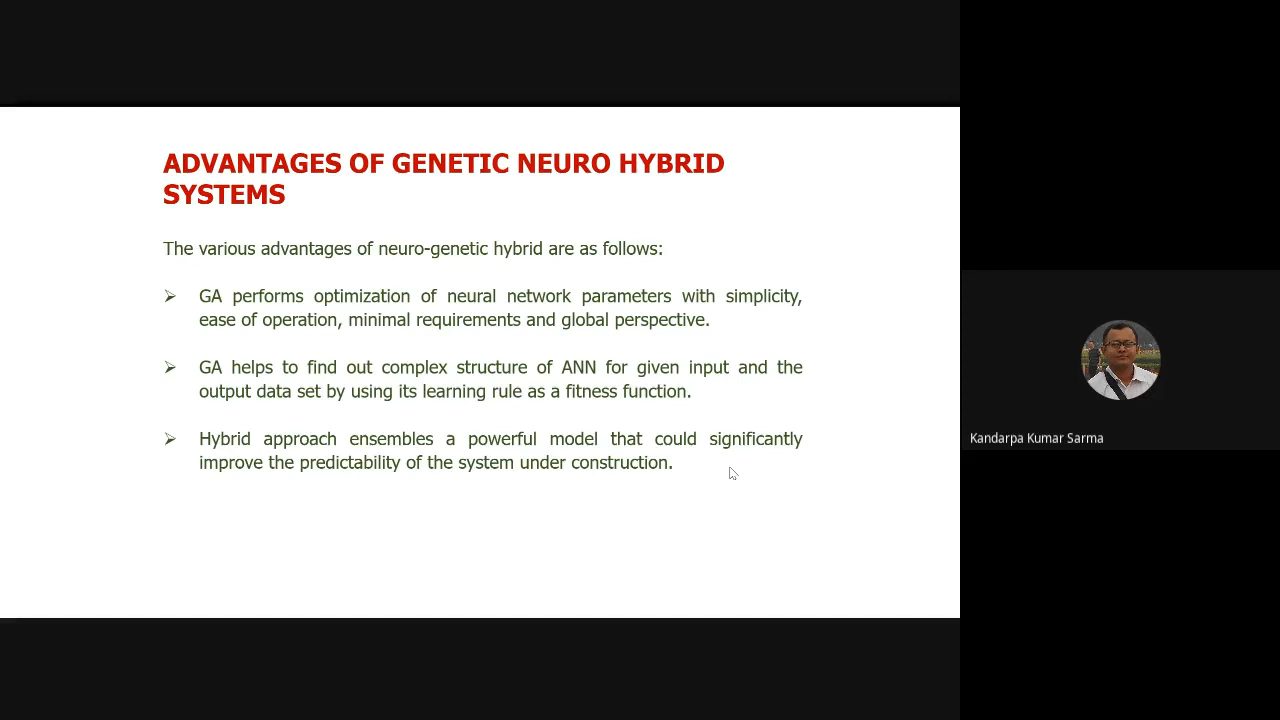 ADVANTAGES OF GENETIC NEURO HYBRID
SYSTEMS
The various advantages of neuro-genetic hybrid are as follows:
➢ GA performs optimization of neural network parameters with simplicity,
ease of operation, minimal requirements and global perspective.
➢ GA helps to find out complex structure of ANN for given input and the
output data set by using its learning rule as a fitness function.
➢ Hybrid approach ensembles a powerful model that could significantly
improve the predictability of the system under construction.
Kandarpa Kumar Sarma